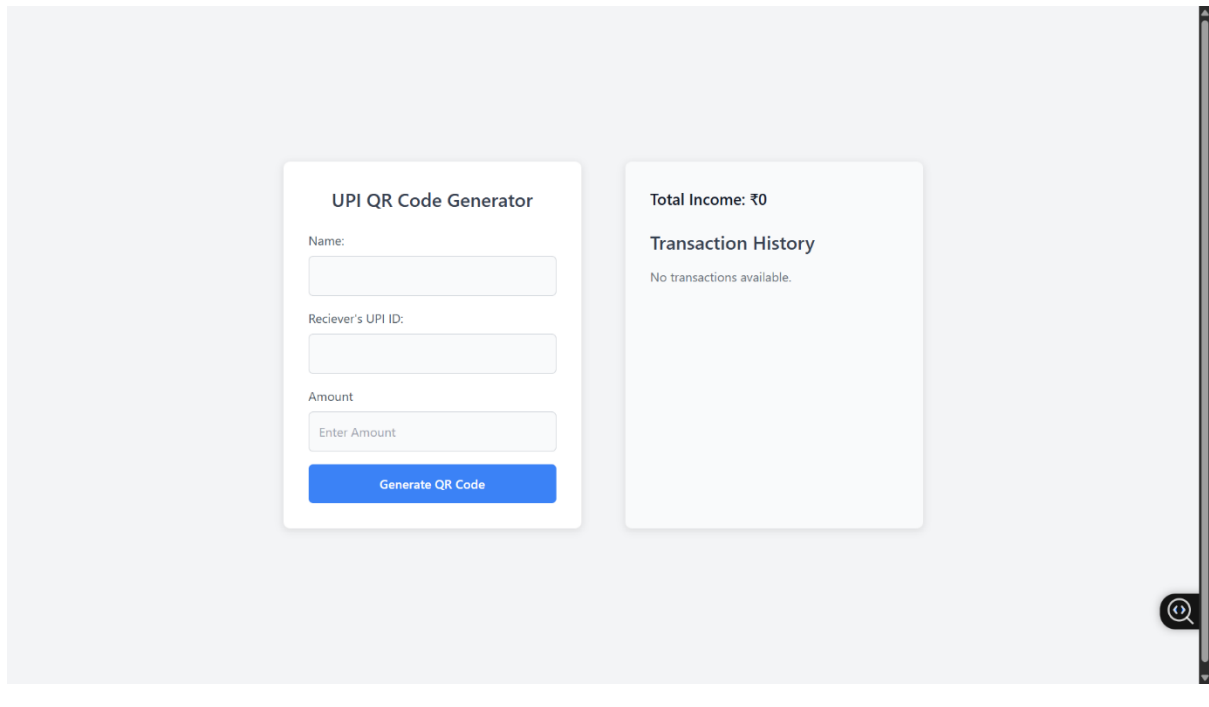 UPI QR Code Generator
Name:
Reciever's UPI ID:
Amount
Enter Amount
Generate QR Code
Total Income: ₹0
Transaction History
No transactions available.